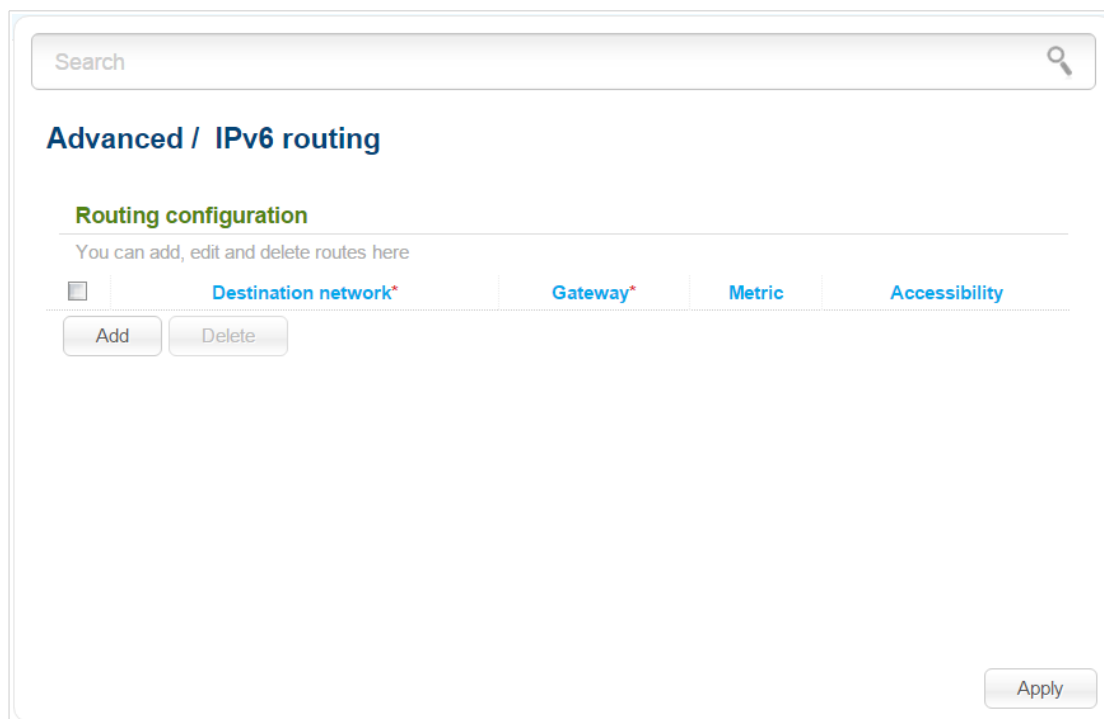 Search
Advanced / IPv6 routing
Routing configuration
You can add, edit and delete routes here
Destination network* Gateway* Metric Accessibility
Add Delete
Apply